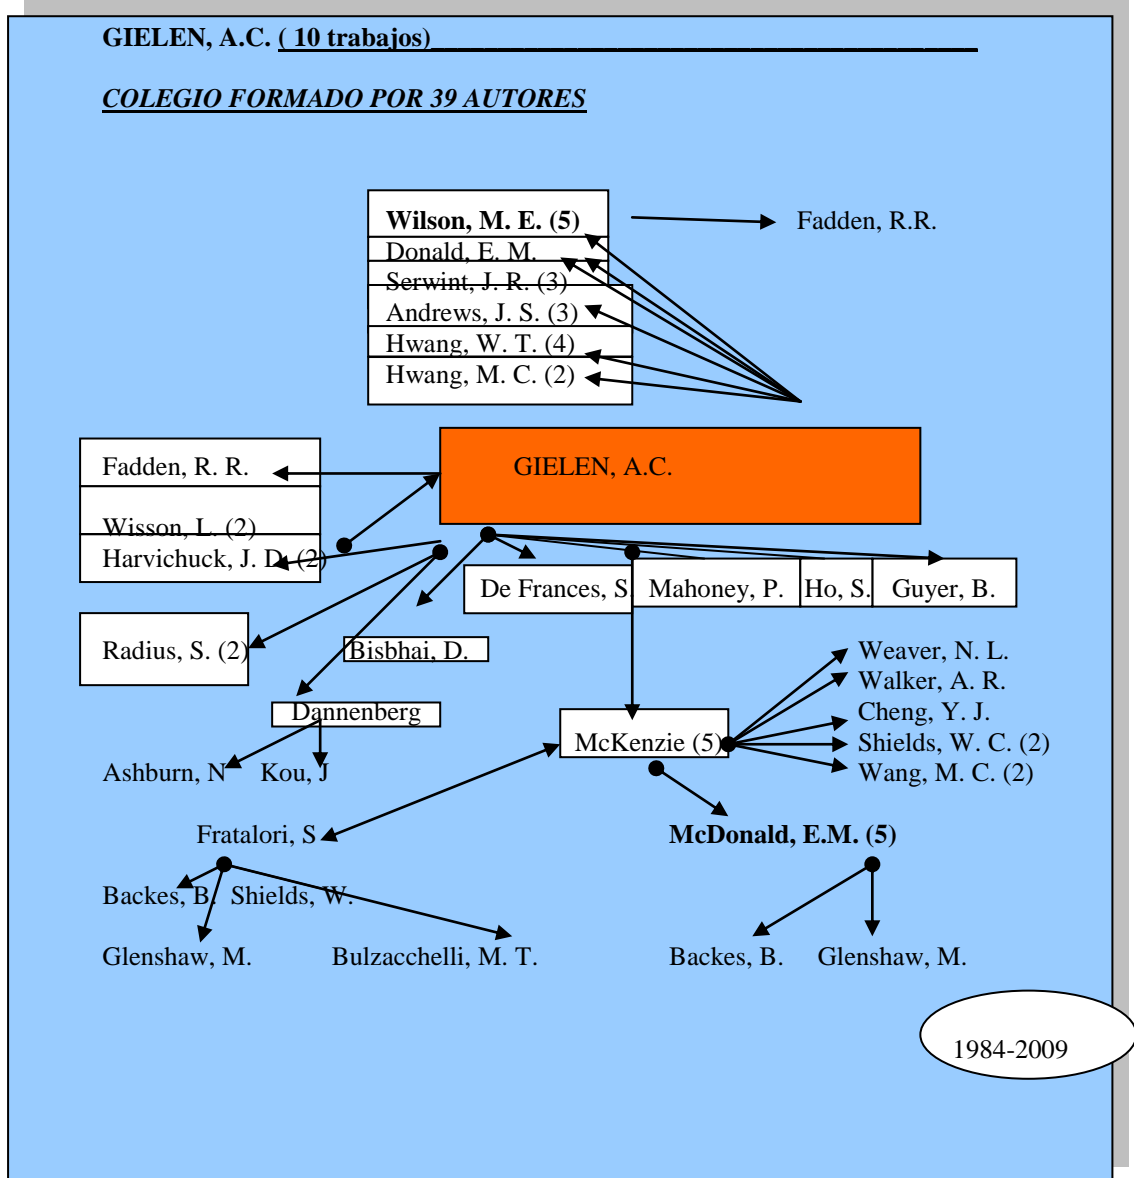 GIELEN, A.C. ( 10 trabajos)
COLEGIO FORMADO POR 39 AUTORES
Wilson, M. E. (5)
Fadden, R.R.
Donald, E. M.
Serwint, J. R. (3)
Andrews, J. S. (3)
Hwang, W. T. (4)
Hwang, M. C. (2)
Fadden, R. R.
GIELEN, A.C.
Wisson, L. (2)
Harvichuck, J. D. (2)
De Frances, S.
Mahoney, P.
Ho, S.
Guyer, B.
Radius, S. (2)
Bisbhai, D.
Weaver, N. L.
Walker, A. R.
Dannenberg
Cheng, Y. J.
McKenzie (5)
Shields, W. C. (2)
Ashburn, N
Kou, J
Wang, M. C. (2)
Fratalori, S
McDonald, E.M. (5)
Backes, B.
Shields, W.
Glenshaw, M.
Bulzacchelli, M. T.
Backes, B.
Glenshaw, M.
1984-2009